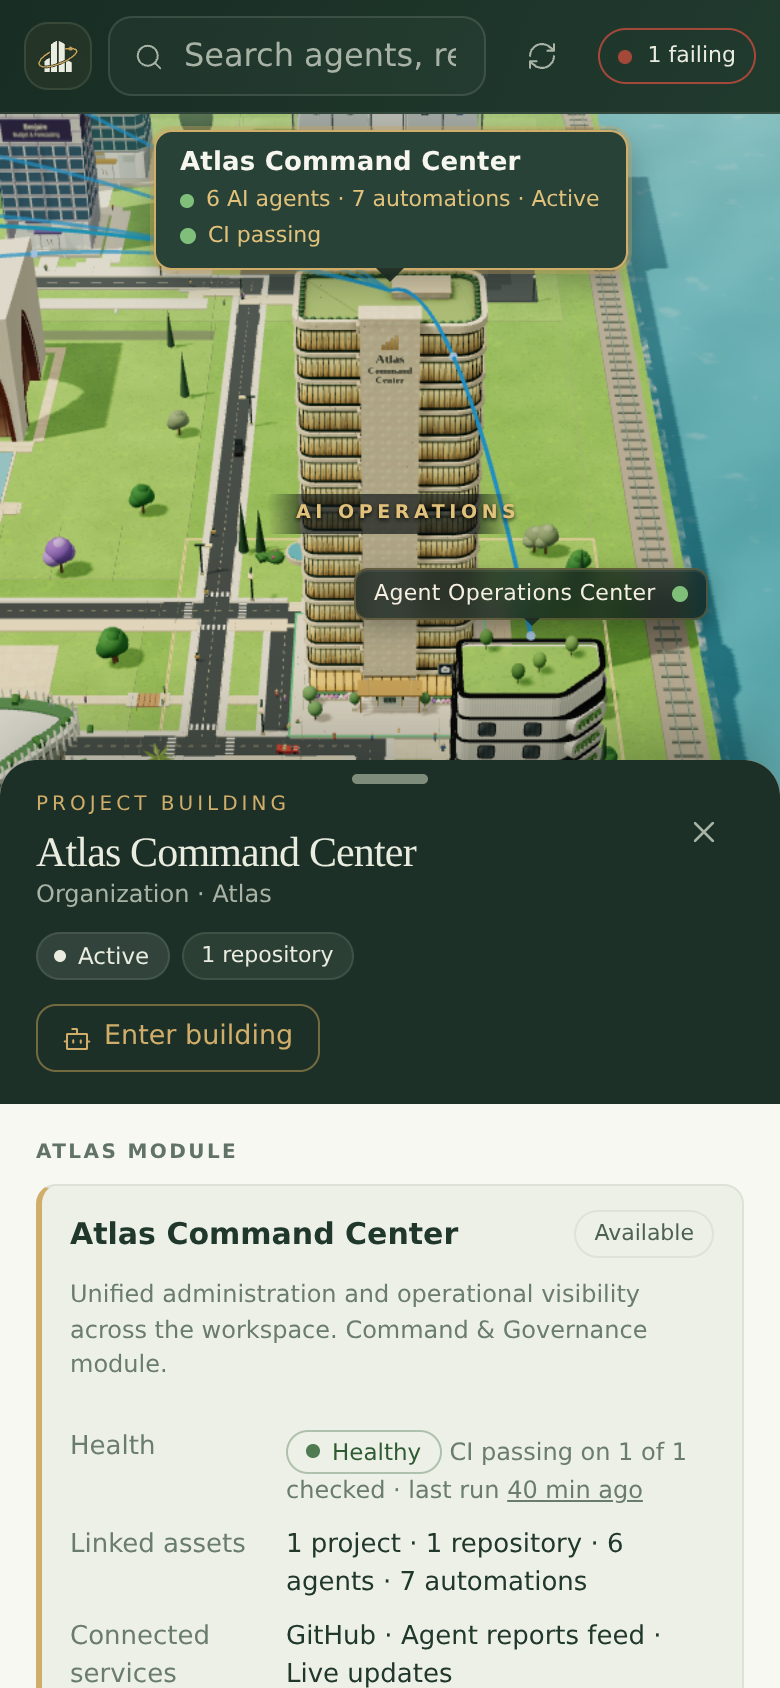 Search agents, re
1 failing
Benjaire
Atlas Command Center
6 AI agents · 7 automations · Active
CI passing
Atlas
Command
Center
AI OPERATIONS
Agent Operations Center
PROJECT BUILDING
Atlas Command Center
Organization · Atlas
Active
1 repository
Enter building
ATLAS MODULE
Atlas Command Center
Available
Unified administration and operational visibility
across the workspace. Command & Governance
module.
Health
Healthy CI passing on 1 of 1
checked · last run 40 min ago
Linked assets
1 project · 1 repository · 6
agents · 7 automations
Connected
services
GitHub · Agent reports feed ·
Live updates